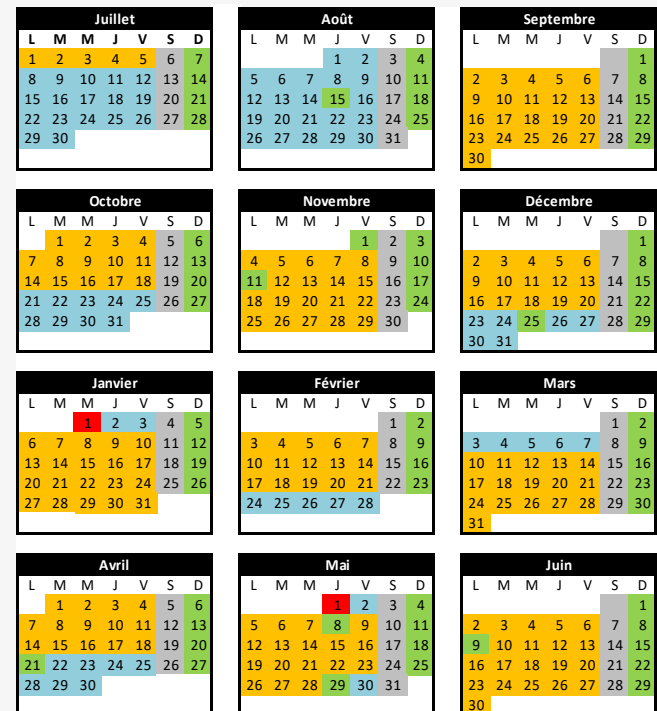 Juillet
L M M J V S D
1 2 3 4 5 6 7
8 9 10 11 12 13 14
15 16 17 18 19 20 21
22 23 24 25 26 27 28
29 30
Août
L M M J V S D
1 2 3 4
5 6 7 8 9 10 11
12 13 14 15 16 17 18
19 20 21 22 23 24 25
26 27 28 29 30 31
Septembre
L M M J V S D
1
2 3 4 5 6 7 8
9 10 11 12 13 14 15
16 17 18 19 20 21 22
23 24 25 26 27 28 29
30
Octobre
L M M J V S D
1 2 3 4 5 6
7 8 9 10 11 12 13
14 15 16 17 18 19 20
21 22 23 24 25 26 27
28 29 30 31
Novembre
L M M J V S D
1 2 3
4 5 6 7 8 9 10
11 12 13 14 15 16 17
18 19 20 21 22 23 24
25 26 27 28 29 30
Décembre
L M M J V S D
1
2 3 4 5 6 7 8
9 10 11 12 13 14 15
16 17 18 19 20 21 22
23 24 25 26 27 28 29
30 31
Janvier
L M M J V S D
1 2 3 4 5
6 7 8 9 10 11 12
13 14 15 16 17 18 19
20 21 22 23 24 25 26
27 28 29 30 31
Février
L M M J V S D
1 2
3 4 5 6 7 8 9
10 11 12 13 14 15 16
17 18 19 20 21 22 23
24 25 26 27 28
Mars
L M M J V S D
1 2
3 4 5 6 7 8 9
10 11 12 13 14 15 16
17 18 19 20 21 22 23
24 25 26 27 28 29 30
31
Avril
L M M J V S D
1 2 3 4 5 6
7 8 9 10 11 12 13
14 15 16 17 18 19 20
21 22 23 24 25 26 27
28 29 30
Mai
L M M J V S D
1 2 3 4
5 6 7 8 9 10 11
12 13 14 15 16 17 18
19 20 21 22 23 24 25
26 27 28 29 30 31
Juin
L M M J V S D
1
2 3 4 5 6 7 8
9 10 11 12 13 14 15
16 17 18 19 20 21 22
23 24 25 26 27 28 29
30